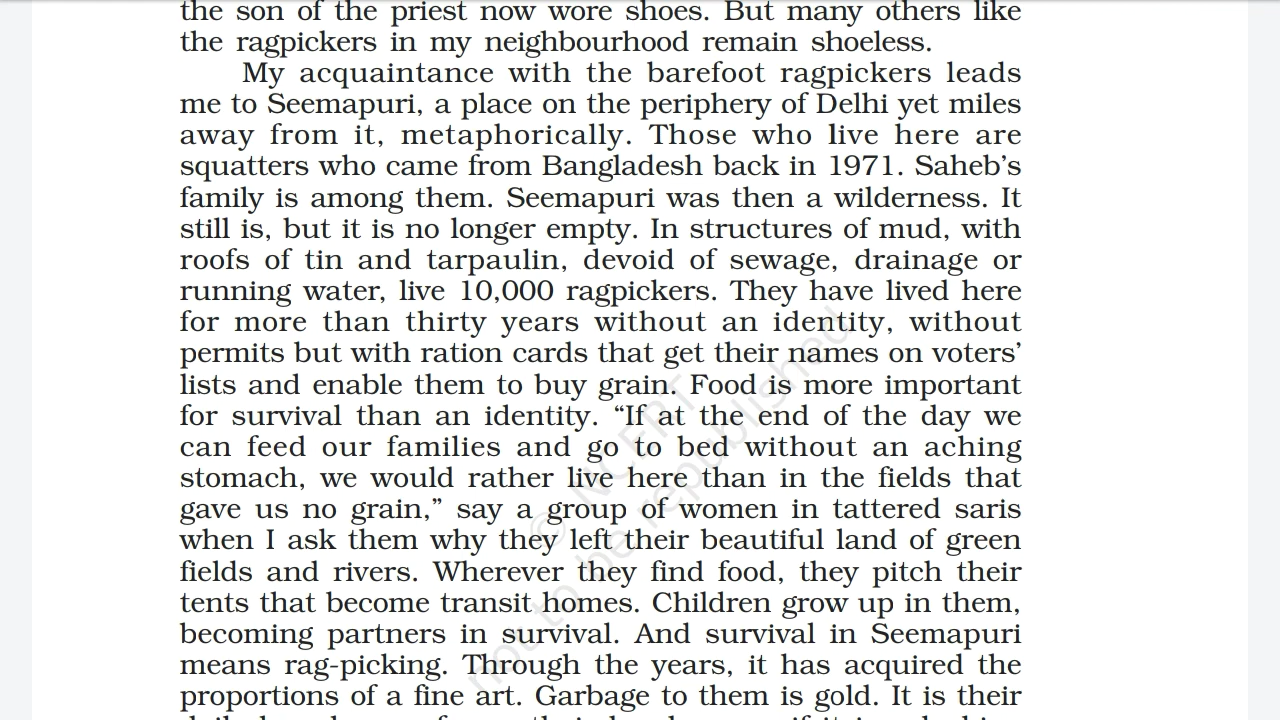 the son of the priest now wore shoes. But many others like
the ragpickers in my neighbourhood remain shoeless.
My acquaintance with the barefoot ragpickers leads
me to Seemapuri, a place on the periphery of Delhi yet miles
away from it, metaphorically. Those who live here are
squatters who came from Bangladesh back in 1971. Saheb’s
family is among them. Seemapuri was then a wilderness. It
still is, but it is no longer empty. In structures of mud, with
roofs of tin and tarpaulin, devoid of sewage, drainage or
running water, live 10,000 ragpickers. They have lived here
for more than thirty years without an identity, without
permits but with ration cards that get their names on voters’
lists and enable them to buy grain. Food is more important
for survival than an identity. “If at the end of the day we
can feed our families and go to bed without an aching
stomach, we would rather live here than in the fields that
gave us no grain,” say a group of women in tattered saris
when I ask them why they left their beautiful land of green
fields and rivers. Wherever they find food, they pitch their
tents that become transit homes. Children grow up in them,
becoming partners in survival. And survival in Seemapuri
means rag-picking. Through the years, it has acquired the
proportions of a fine art. Garbage to them is gold. It is their
© NCERT
not to be republished